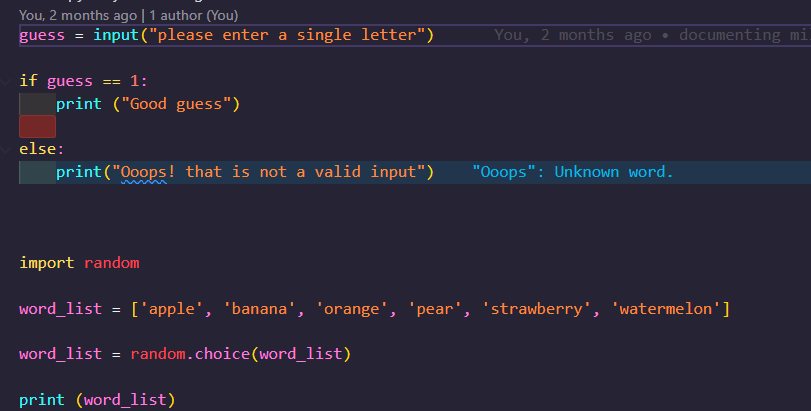 You, 2 months ago | 1 author (You)
guess = input("please enter a single letter") You, 2 months ago • documenting mi
if guess == 1:
print ("Good guess")
else:
print("Ooops! that is not a valid input") "Ooops": Unknown word.
import random
word_list = ['apple', 'banana', 'orange', 'pear', 'strawberry', 'watermelon']
word_list = random.choice(word_list)
print (word_list)